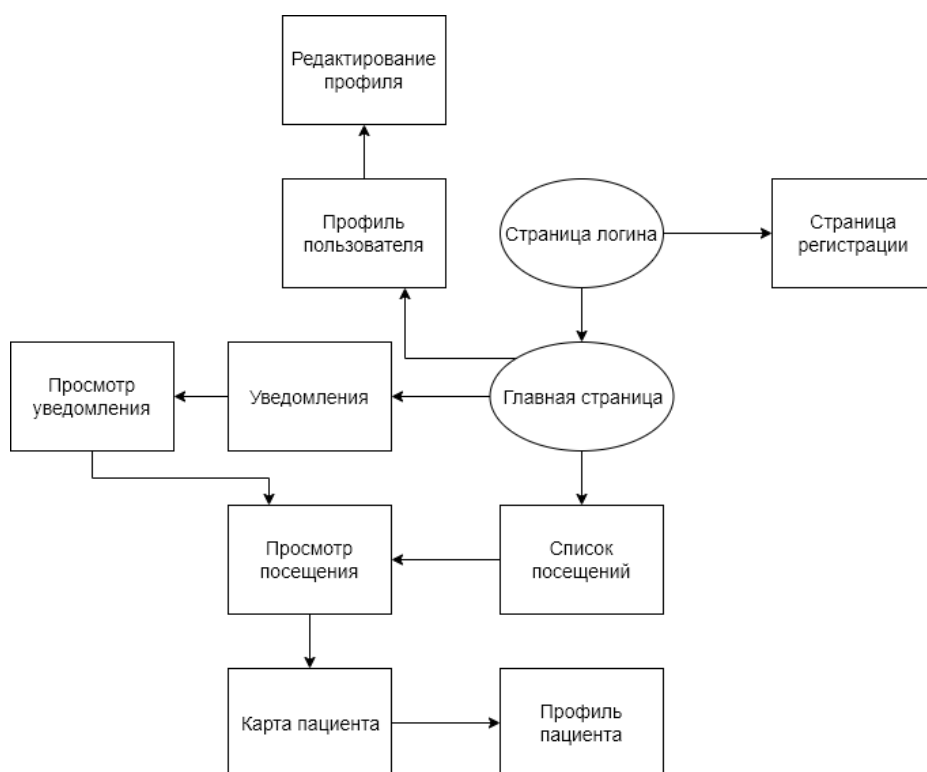 Редактирование
профиля
Профиль
пользователя
Страница логина
Страница
регистрации
Просмотр
уведомления
Уведомления
Главная страница
Просмотр
посещения
Список
посещений
Карта пациента
Профиль
пациента